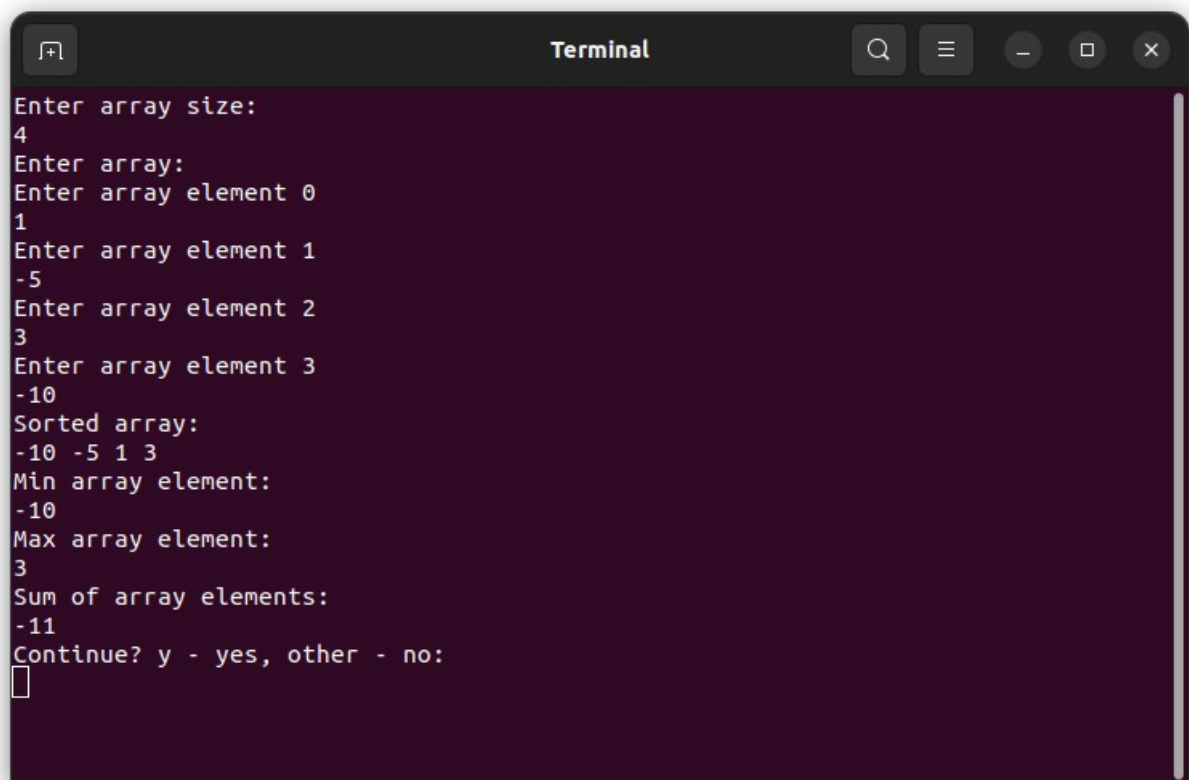 Terminal
Enter array size:
4
Enter array:
Enter array element 0
1
Enter array element 1
-5
Enter array element 2
3
Enter array element 3
-10
Sorted array:
-10 -5 1 3
Min array element:
-10
Max array element:
3
Sum of array elements:
-11
Continue? y - yes, other - no: